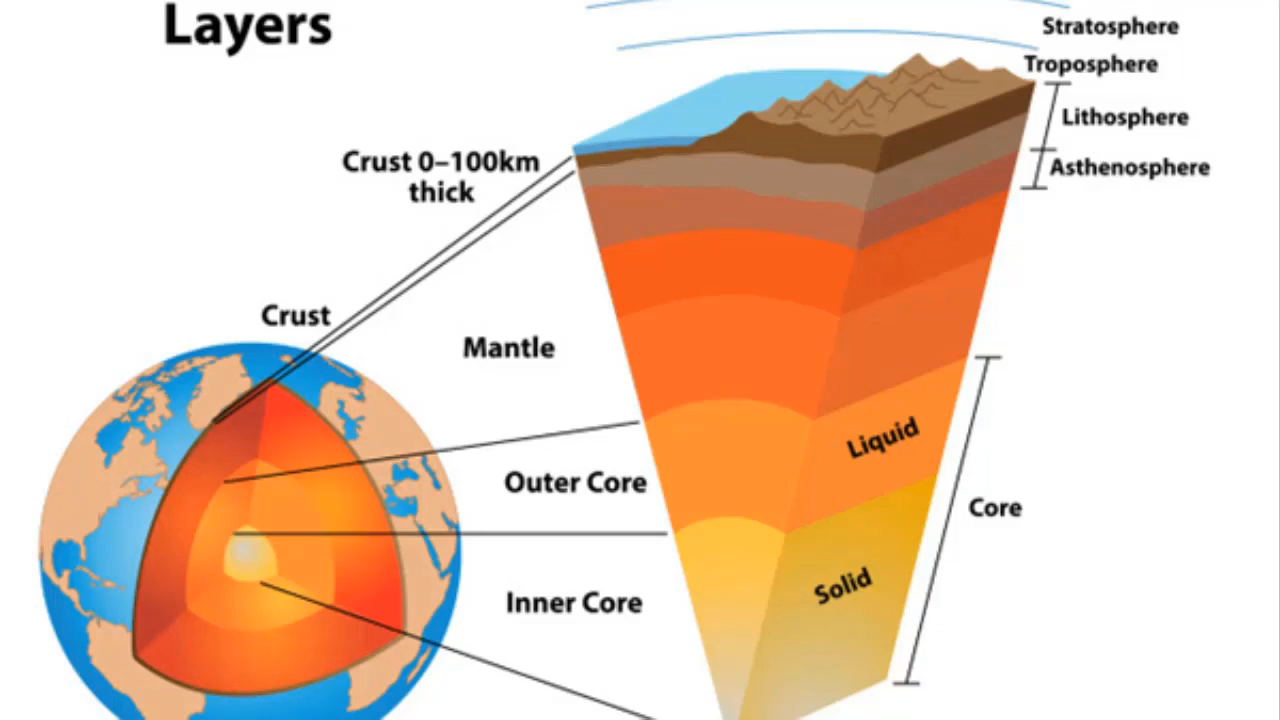 Layers
Stratosphere
Troposphere
Lithosphere
Asthenosphere
Crust 0–100km
thick
Crust
Mantle
Liquid
Outer Core
Core
Solid
Inner Core